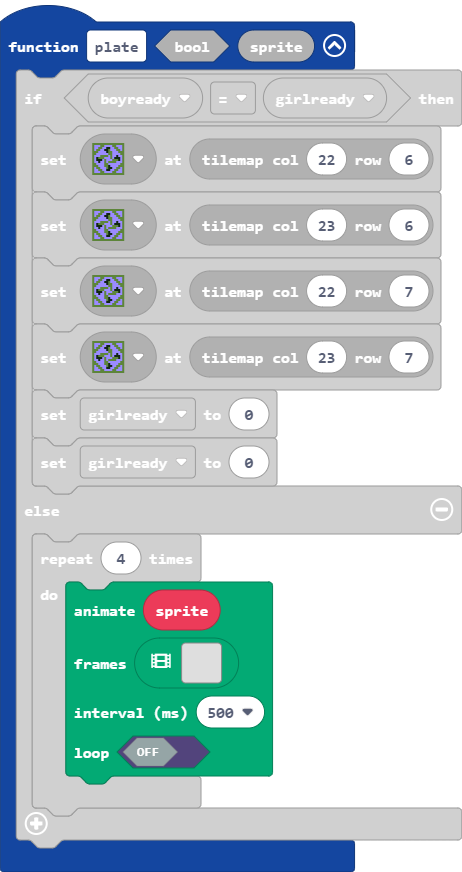 function plate bool sprite
if boyready = girlready then
set at tilemap col 22 row 6
set at tilemap col 23 row 6
set at tilemap col 22 row 7
set at tilemap col 23 row 7
set girlready to 0
set girlready to 0
else
repeat 4 times
do
animate sprite
frames
interval (ms) 500
loop OFF